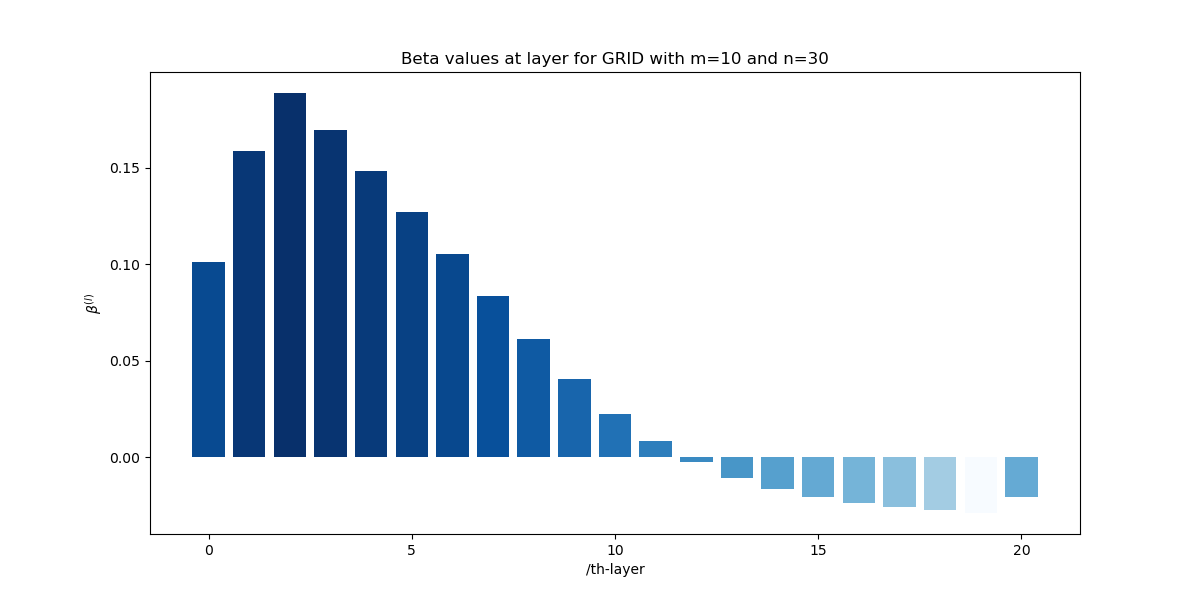 Beta values at layer for GRID with m=10 and n=30
0.15
0.10
0.05
0.00
β^(l)
0 5 10 15 20
/th-layer